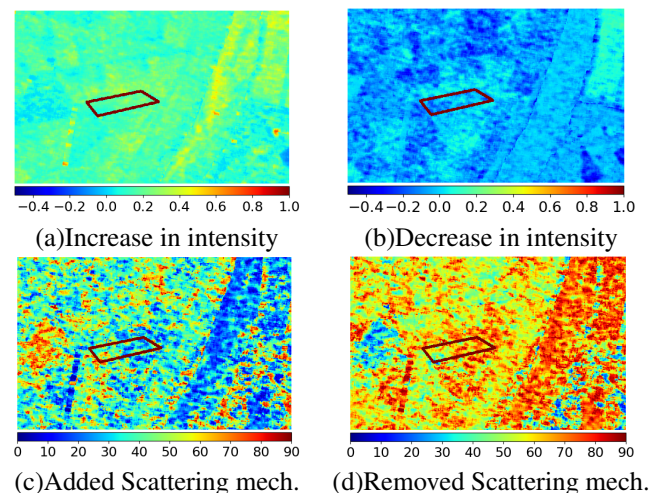 −0.4 −0.2 0.0 0.2 0.4 0.6 0.8 1.0
−0.4 −0.2 0.0 0.2 0.4 0.6 0.8 1.0
(a)Increase in intensity
(b)Decrease in intensity
0 10 20 30 40 50 60 70 80 90
0 10 20 30 40 50 60 70 80 90
(c)Added Scattering mech.
(d)Removed Scattering mech.